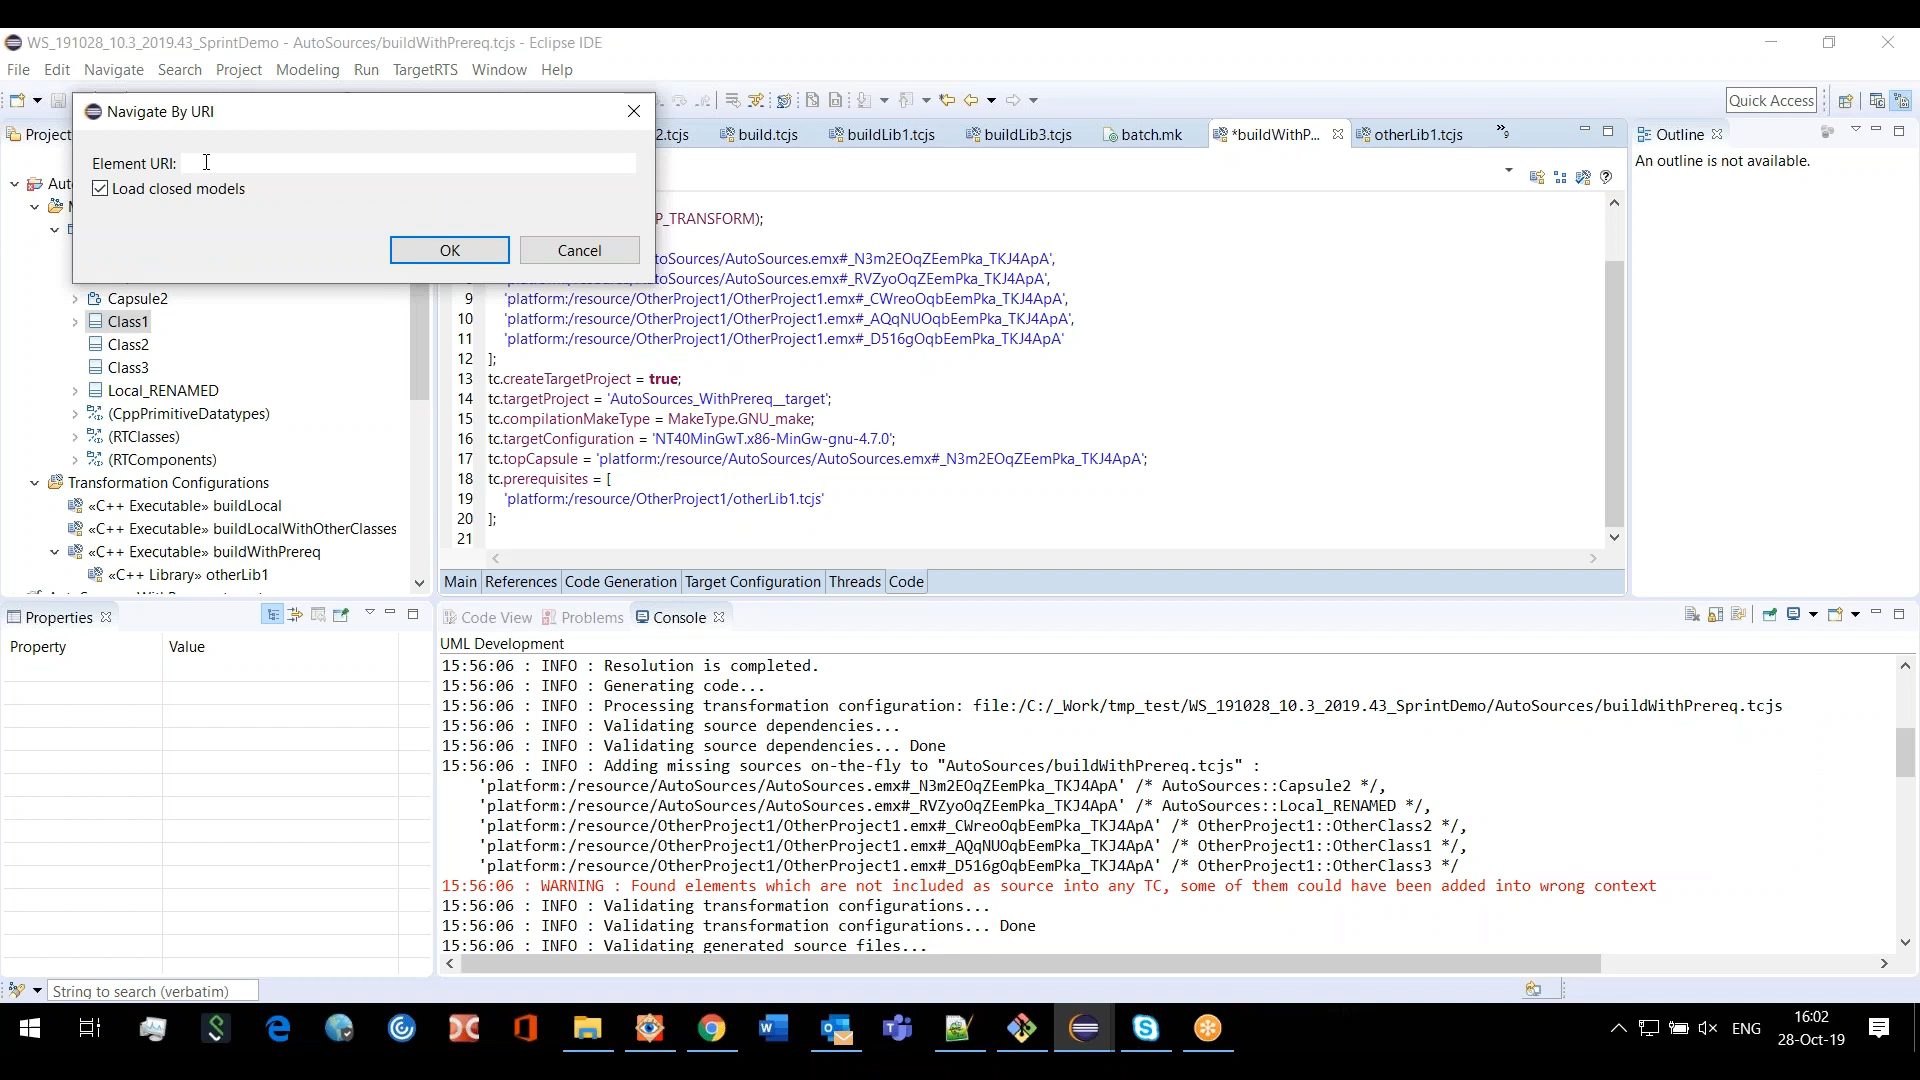 WS_191028_10.3_2019.43_SprintDemo - AutoSources/buildWithPrereq.tcjs - Eclipse IDE
File Edit Navigate Search Project Modeling Run TargetRTS Window Help
Quick Access
Navigate By URI
Element URI:
Load closed models
OK
Cancel
Project
2.tcjs
build.tcjs
buildLib1.tcjs
buildLib3.tcjs
batch.mk
*buildWithP...
otherLib1.tcjs
9
Outline
An outline is not available.
Capsule2
Class1
Class2
Class3
Local_RENAMED
(CppPrimitiveDatatypes)
(RTClasses)
(RTComponents)
Transformation Configurations
«C++ Executable» buildLocal
«C++ Executable» buildLocalWithOtherClasses
«C++ Executable» buildWithPrereq
«C++ Library» otherLib1
P_TRANSFORM);
toSources/AutoSources.emx#_N3m2EOqZEemPka_TKJ4ApA',
toSources/AutoSources.emx#_RVZyoOqZEemPka_TKJ4ApA',
9 'platform:/resource/OtherProject1/OtherProject1.emx#_CWreoOqbEemPka_TKJ4ApA',
10 'platform:/resource/OtherProject1/OtherProject1.emx#_AQqNUOqbEemPka_TKJ4ApA',
11 'platform:/resource/OtherProject1/OtherProject1.emx#_D516gOqbEemPka_TKJ4ApA'
12 ];
13 tc.createTargetProject = true;
14 tc.targetProject = 'AutoSources_WithPrereq__target';
15 tc.compilationMakeType = MakeType.GNU_make;
16 tc.targetConfiguration = 'NT40MinGwT.x86-MinGw-gnu-4.7.0';
17 tc.topCapsule = 'platform:/resource/AutoSources/AutoSources.emx#_N3m2EOqZEemPka_TKJ4ApA';
18 tc.prerequisites = [
19 'platform:/resource/OtherProject1/otherLib1.tcjs'
20 ];
21
Main References Code Generation Target Configuration Threads Code
Properties
Property Value
Code View Problems Console
UML Development
15:56:06 : INFO : Resolution is completed.
15:56:06 : INFO : Generating code...
15:56:06 : INFO : Processing transformation configuration: file:/C:/_Work/tmp_test/WS_191028_10.3_2019.43_SprintDemo/AutoSources/buildWithPrereq.tcjs
15:56:06 : INFO : Validating source dependencies...
15:56:06 : INFO : Validating source dependencies... Done
15:56:06 : INFO : Adding missing sources on-the-fly to "AutoSources/buildWithPrereq.tcjs" :
'platform:/resource/AutoSources/AutoSources.emx#_N3m2EOqZEemPka_TKJ4ApA' /* AutoSources::Capsule2 */,
'platform:/resource/AutoSources/AutoSources.emx#_RVZyoOqZEemPka_TKJ4ApA' /* AutoSources::Local_RENAMED */,
'platform:/resource/OtherProject1/OtherProject1.emx#_CWreoOqbEemPka_TKJ4ApA' /* OtherProject1::OtherClass2 */,
'platform:/resource/OtherProject1/OtherProject1.emx#_AQqNUOqbEemPka_TKJ4ApA' /* OtherProject1::OtherClass1 */,
'platform:/resource/OtherProject1/OtherProject1.emx#_D516gOqbEemPka_TKJ4ApA' /* OtherProject1::OtherClass3 */
15:56:06 : WARNING : Found elements which are not included as source into any TC, some of them could have been added into wrong context
15:56:06 : INFO : Validating transformation configurations...
15:56:06 : INFO : Validating transformation configurations... Done
15:56:06 : INFO : Validating generated source files...
String to search (verbatim)
ENG
16:02
28-Oct-19